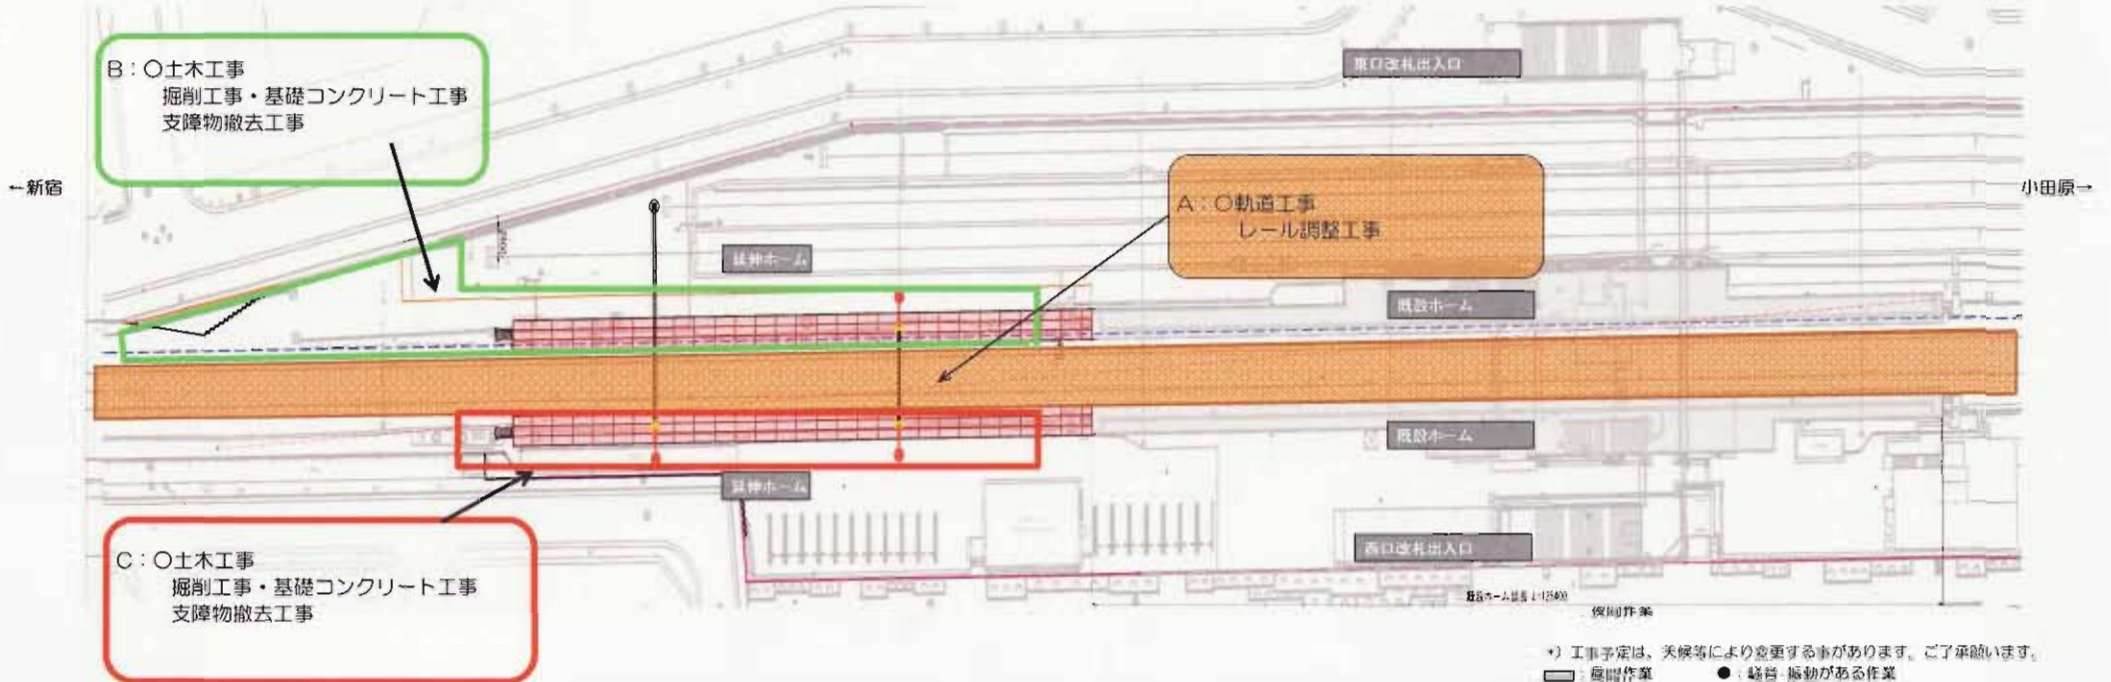 B：〇土木工事
掘削工事・基礎コンクリート工事
支障物撤去工事
東口改札出入口
←新宿
小田原→
A：〇軌道工事
レール調整工事
延伸ホーム
既設ホーム
既設ホーム
延伸ホーム
西口改札出入口
C：〇土木工事
掘削工事・基礎コンクリート工事
支障物撤去工事
夜間作業
*）工事予定は、天候等により変更する事があります。ご了承願います。
：昼間作業
●：騒音・振動がある作業